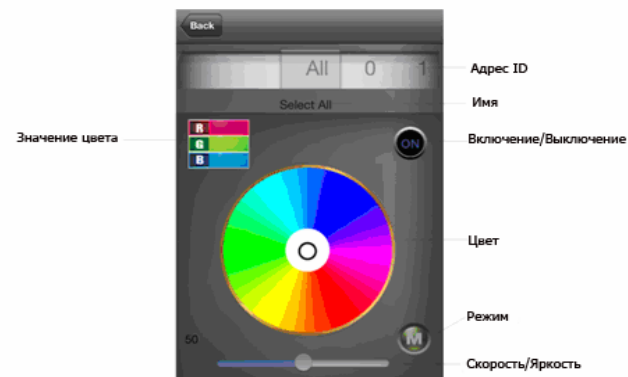 Back
All 0 1
Адрес ID
Select All
Имя
Значение цвета
R
G
B
ON
Включение/Выключение
Цвет
Режим
M
50
Скорость/Яркость